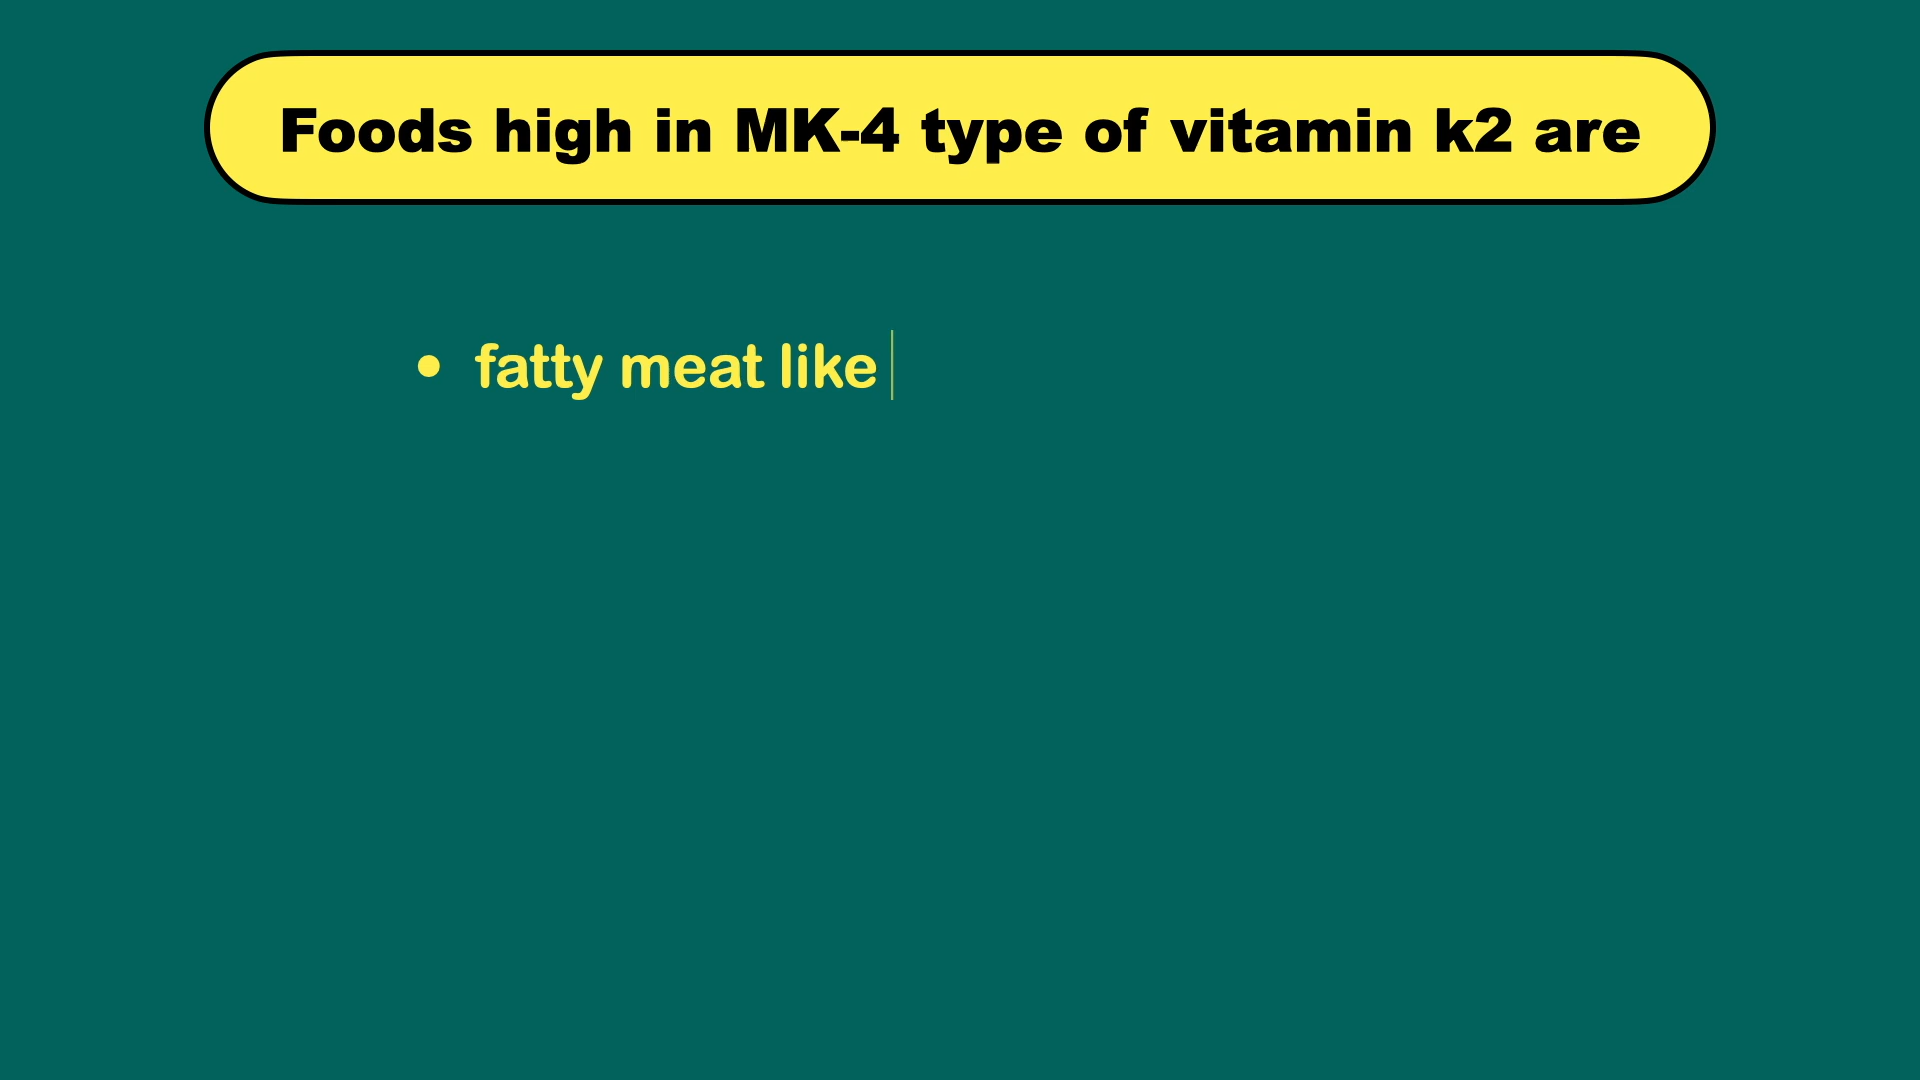 Foods high in MK-4 type of vitamin k2 are
• fatty meat like